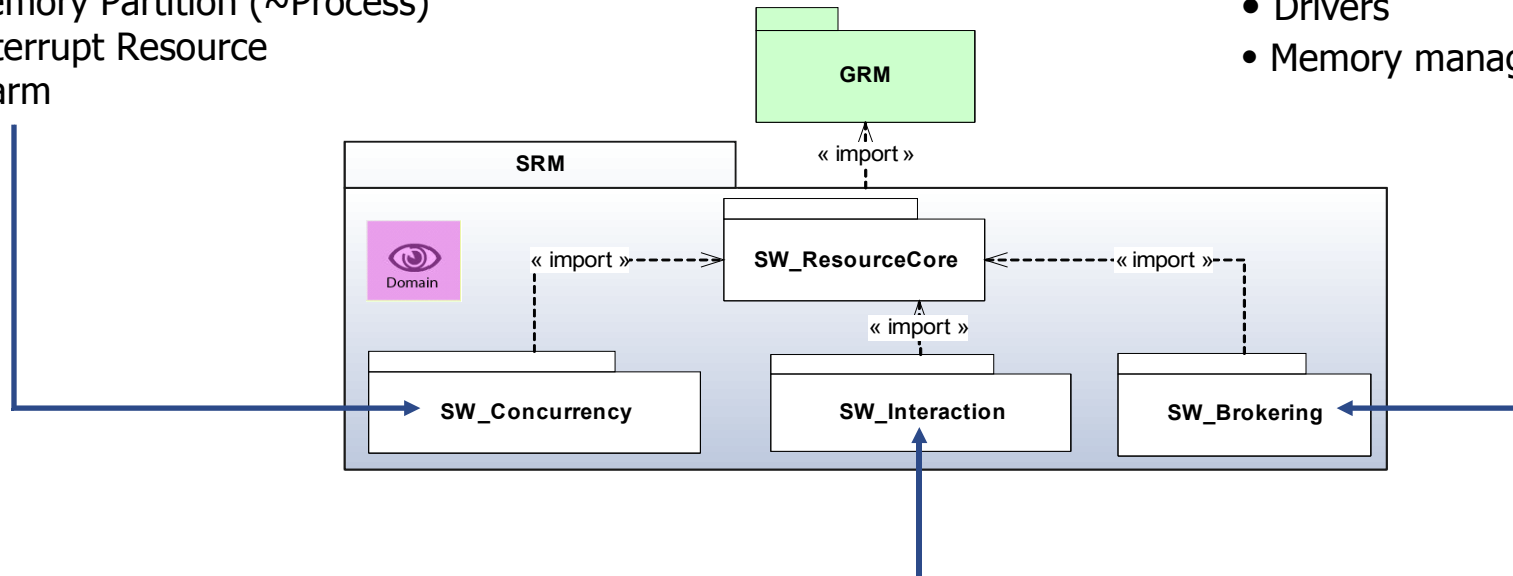 emory Partition (~Process)
terrupt Resource
arm
• Drivers
• Memory manag
GRM
« import »
SRM
Domain
« import »
SW_ResourceCore
« import »
« import »
SW_Concurrency
SW_Interaction
SW_Brokering